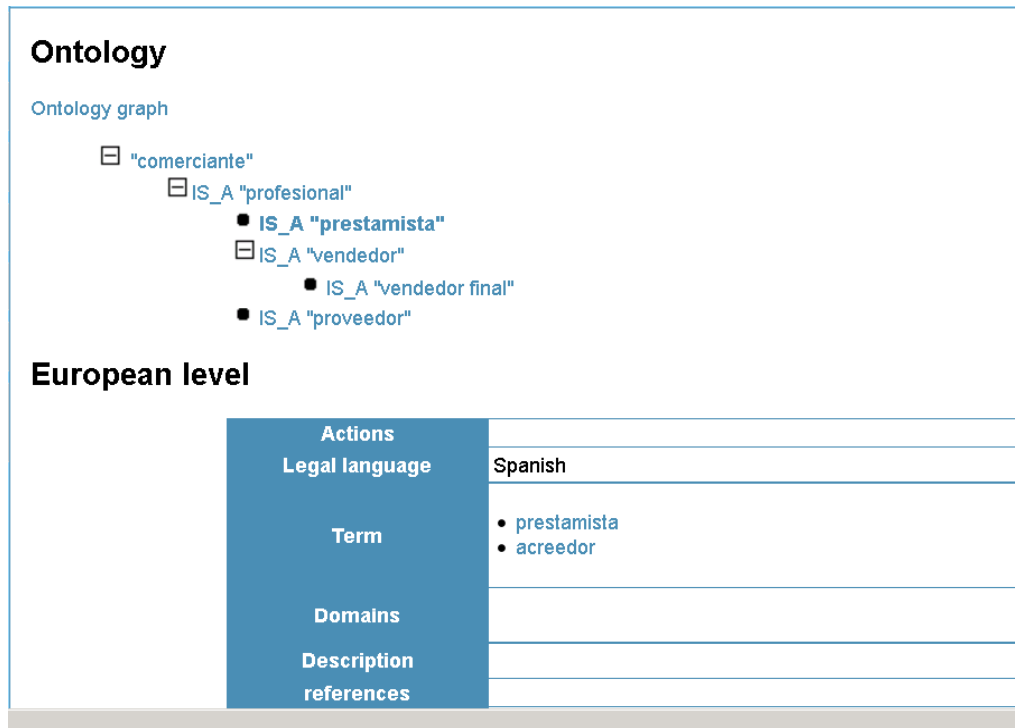 Ontology
Ontology graph
"comerciante"
IS_A "profesional"
IS_A "prestamista"
IS_A "vendedor"
IS_A "vendedor final"
IS_A "proveedor"
European level
Actions
Legal language Spanish
Term
prestamista
acreedor
Domains
Description
references